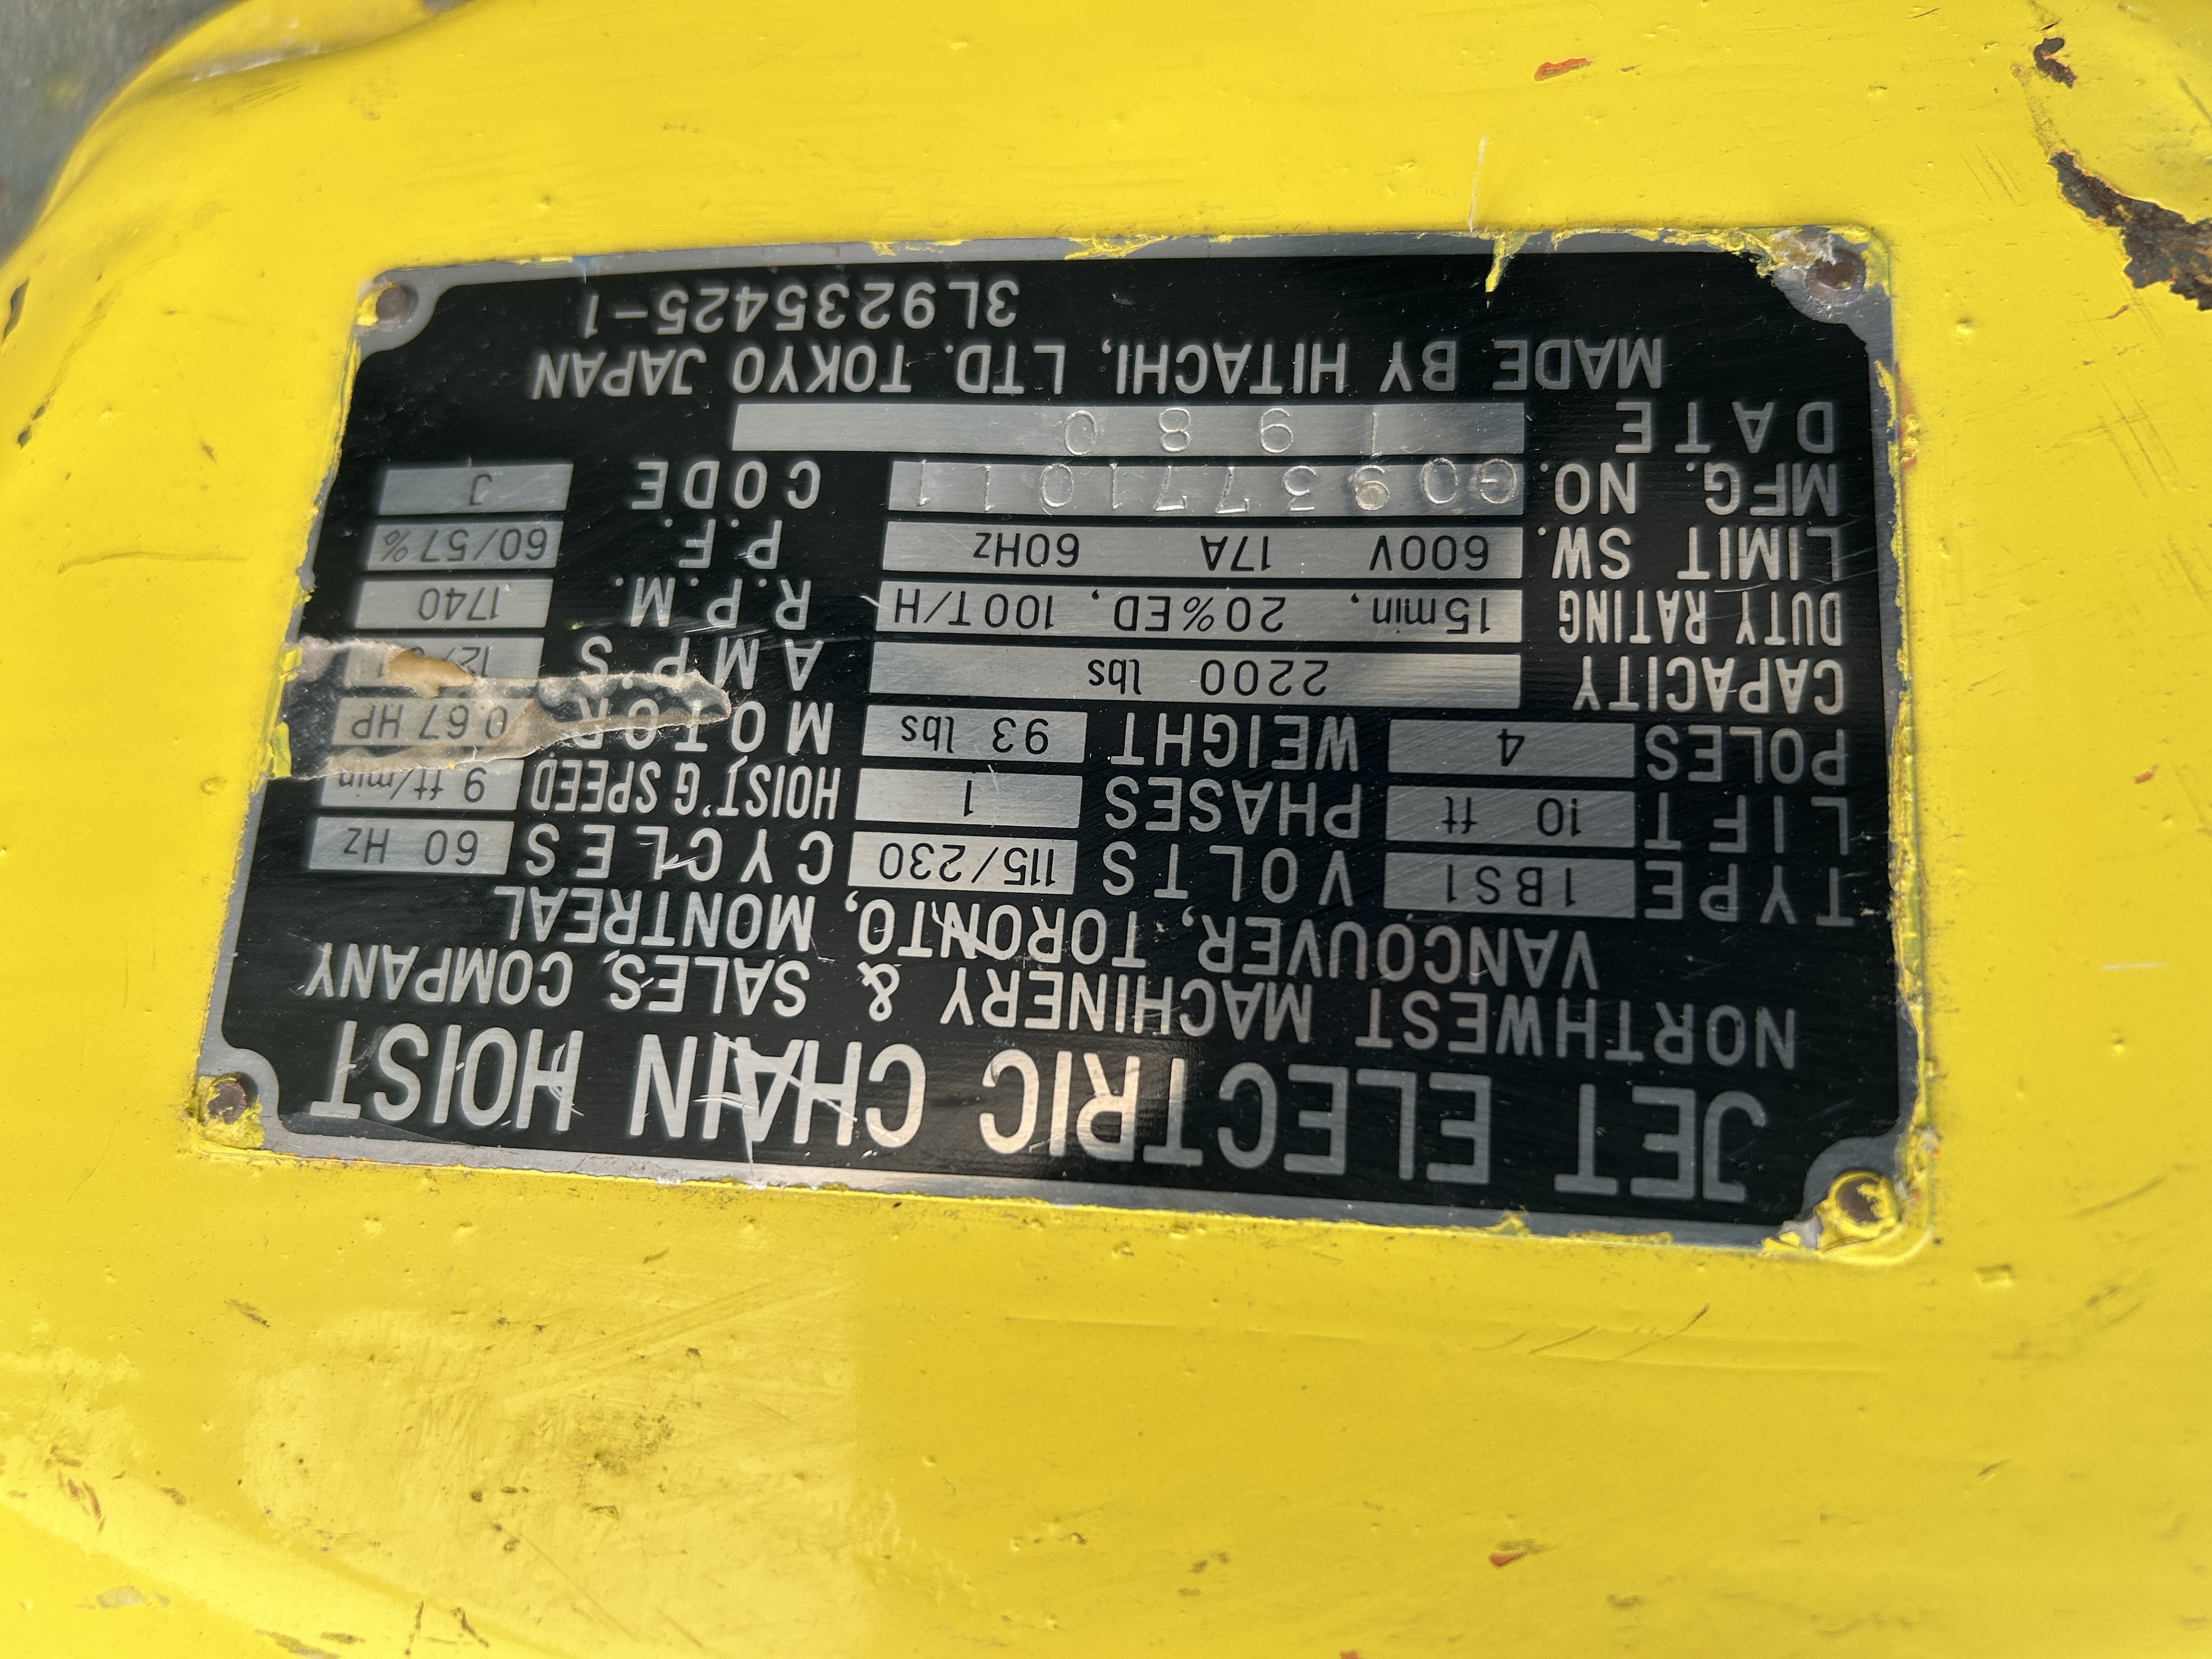 JET ELECTRIC CHAIN HOIST
NORTHWEST MACHINERY & SALES, COMPANY
VANCOUVER, TORONTO, MONTREAL
TYPE 1BS1 VOLTS 115/230 CYCLES 60 Hz
LIFT 10 ft PHASES 1 HOIST'G SPEED 9 ft/min
POLES 4 WEIGHT 93 lbs MOTOR 0.67 HP
CAPACITY 2200 lbs AMPS
DUTY RATING 15min, 20%ED, 100T/H R.P.M. 1740
LIMIT SW. 600V 17A 60Hz P.F. 60/57%
MFG. NO. CODE J
DATE 1980
MADE BY HITACHI, LTD. TOKYO JAPAN
3L9235425-1